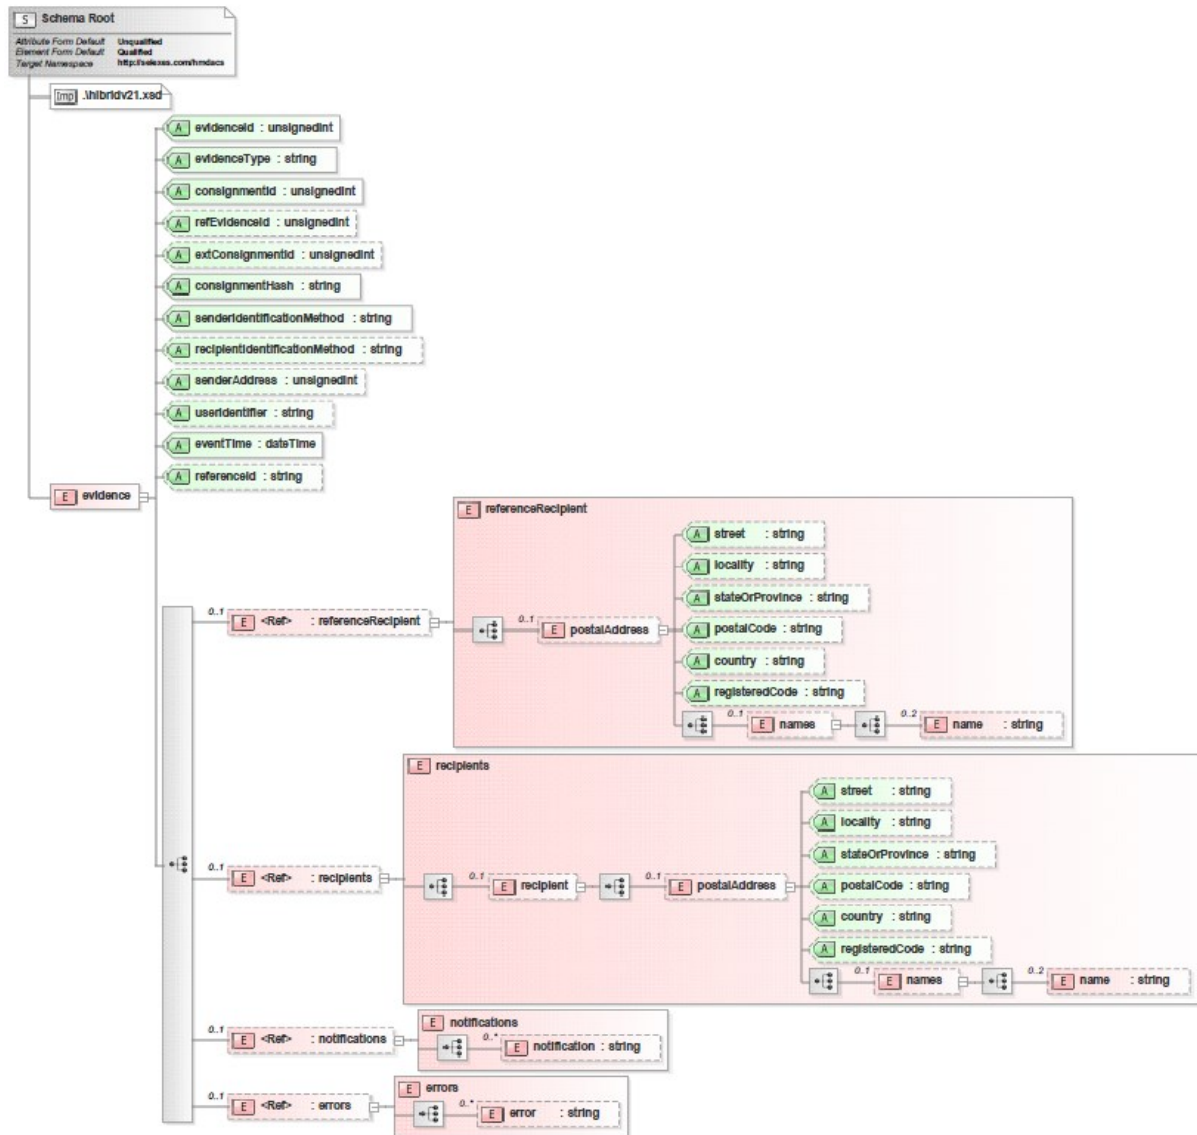 S Schema Root
Attribute Form Default Unqualified
Element Form Default Qualified
Target Namespace http://selexes.com/hmdacs
Imp .\hibridv21.xsd
A evidenceId : unsignedInt
A evidenceType : string
A consignmentId : unsignedInt
A refEvidenceId : unsignedInt
A extConsignmentId : unsignedInt
A consignmentHash : string
A senderIdentificationMethod : string
A recipientIdentificationMethod : string
A senderAddress : unsignedInt
A userIdentifier : string
A eventTime : dateTime
A referenceId : string
E evidence
E referenceRecipient
A street : string
A locality : string
A stateOrProvince : string
0..1 E <Ref> : referenceRecipient 0..1 E postalAddress A postalCode : string
A country : string
A registeredCode : string
0..1 E names 0..2 E name : string
E recipients
A street : string
A locality : string
A stateOrProvince : string
0..1 E <Ref> : recipients 0..1 E recipient 0..1 E postalAddress A postalCode : string
A country : string
A registeredCode : string
0..1 E names 0..2 E name : string
E notifications
0..1 E <Ref> : notifications 0..* E notification : string
E errors
0..1 E <Ref> : errors 0..* E error : string